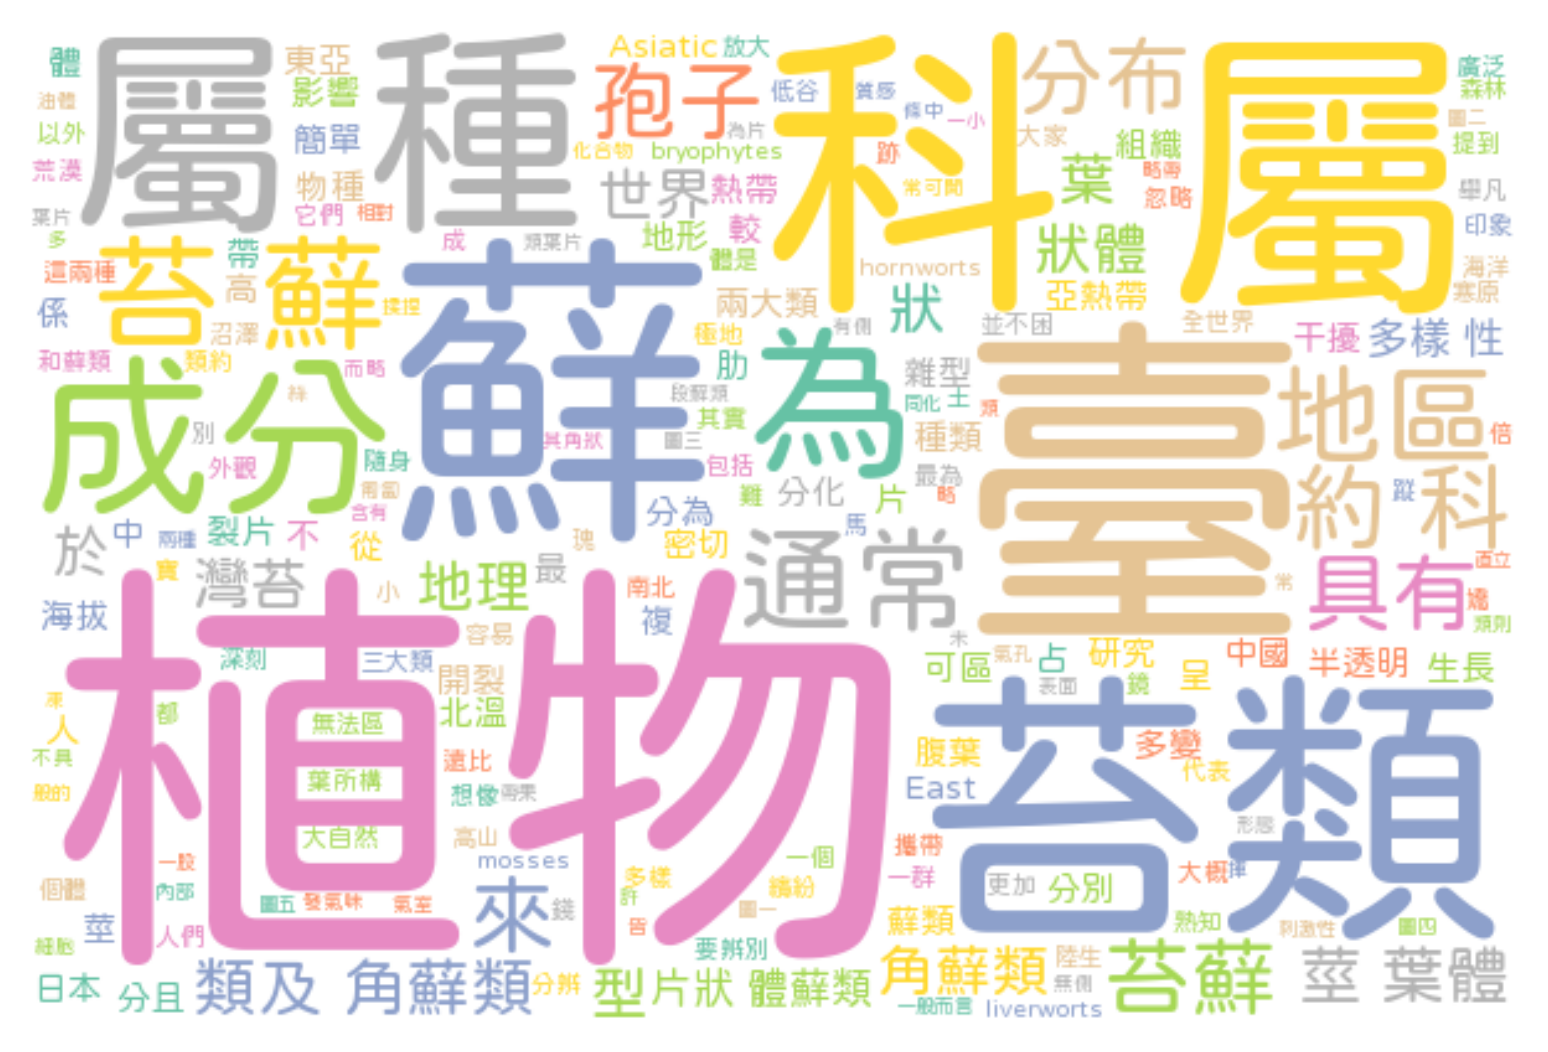 屬種
科屬
體
東亞
Asiatic
放大
分布
廣泛
森林
油體
影響
孢子
低谷
質感
條中
一小
圖二
以外
簡單
為片
大家
組織
提到
化合物
bryophytes
跡
荒漠
物種
世界
熱帶
常可聞
葉
略帶
忽略
舉凡
葉片
它們
相對
印象
多
成
類葉片
地形
較
狀體
苔蘚
帶
蘚
體是
hornworts
海洋
這兩種
高
揉捏
兩大類
狀
亞熱帶
寒原
係
沼澤
極地
有側
並不困
全世界
干擾
多樣 性
和蘚類
類約
而略
肋
為
雜型
臺
地區
成分
絲
段蘚類
同化
土
類
別
其實
種類
倍
外觀
隨身
其角狀
圖三
包括
最為
含有
難
分化
片
略
約
蹤
科
於
中
兩種
裂片
不
從
分為
馬
瑰
密切
通常
寶
灣苔
小
地理
最
南北
具有
直立
常
嬌
海拔
複
類則
植物
容易
木
深刻
三大類
可區
氣孔
占
研究
中國
半透明
生長
開裂
表面
鏡
呈
苔類
人
都
無法區
北溫
不具
遠比
腹葉
多變
代表
般的
葉所構
想像
East
大自然
高山
形態
一股
mosses
一個
攜帶
個體
內部
多樣
繽紛
一群
更加
分別
大概
圖五
發氣味
氣室
來
錢
許
圖一
莖
人們
皆
蘚類
熟知
刺激性
圖四
細胞
要辨別
日本
分且
類及 角蘚類
分辨
型
片狀 體蘚類
角蘚類
陸生
無側
苔蘚
莖 葉體
一般而言
liverworts